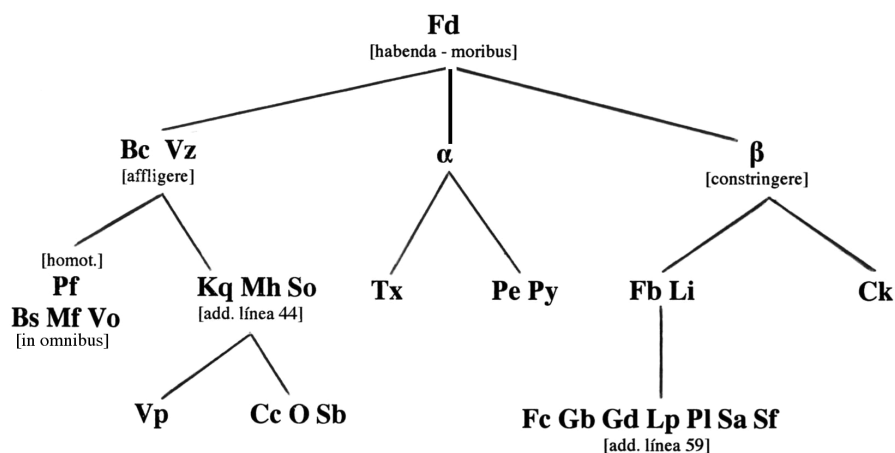 Fd
[habenda - moribus]
Bc Vz
[affligere]
α
β
[constringere]
[homot.]
Pf
Bs Mf Vo
[in omnibus]
Kq Mh So
[add. línea 44]
Tx
Pe Py
Fb Li
Ck
Vp
Cc O Sb
Fc Gb Gd Lp Pl Sa Sf
[add. línea 59]